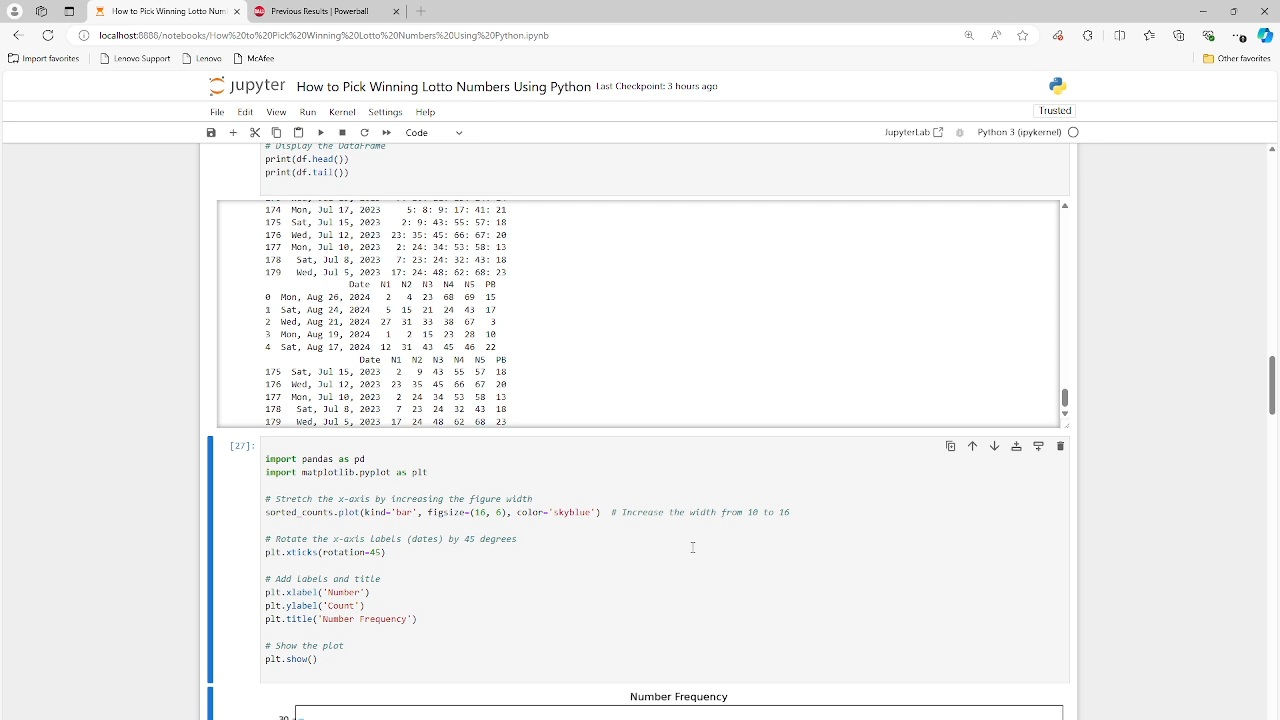 How to Pick Winning Lotto Num
Previous Results | Powerball
localhost:8888/notebooks/How%20to%20Pick%20Winning%20Lotto%20Numbers%20Using%20Python.ipynb
Import favorites Lenovo Support Lenovo McAfee Other favorites
jupyter How to Pick Winning Lotto Numbers Using Python Last Checkpoint: 3 hours ago
File Edit View Run Kernel Settings Help Trusted
Code JupyterLab Python 3 (ipykernel)
# Display the DataFrame
print(df.head())
print(df.tail())
174 Mon, Jul 17, 2023 5: 8: 9: 17: 41: 21
175 Sat, Jul 15, 2023 2: 9: 43: 55: 57: 18
176 Wed, Jul 12, 2023 23: 35: 45: 66: 67: 20
177 Mon, Jul 10, 2023 2: 24: 34: 53: 58: 13
178 Sat, Jul 8, 2023 7: 23: 24: 32: 43: 18
179 Wed, Jul 5, 2023 17: 24: 48: 62: 68: 23
Date N1 N2 N3 N4 N5 PB
0 Mon, Aug 26, 2024 2 4 23 68 69 15
1 Sat, Aug 24, 2024 5 15 21 24 43 17
2 Wed, Aug 21, 2024 27 31 33 38 67 3
3 Mon, Aug 19, 2024 1 2 15 23 28 10
4 Sat, Aug 17, 2024 12 31 43 45 46 22
Date N1 N2 N3 N4 N5 PB
175 Sat, Jul 15, 2023 2 9 43 55 57 18
176 Wed, Jul 12, 2023 23 35 45 66 67 20
177 Mon, Jul 10, 2023 2 24 34 53 58 13
178 Sat, Jul 8, 2023 7 23 24 32 43 18
179 Wed, Jul 5, 2023 17 24 48 62 68 23
[27]:
import pandas as pd
import matplotlib.pyplot as plt
# Stretch the x-axis by increasing the figure width
sorted_counts.plot(kind='bar', figsize=(16, 6), color='skyblue') # Increase the width from 10 to 16
# Rotate the x-axis labels (dates) by 45 degrees
plt.xticks(rotation=45)
# Add labels and title
plt.xlabel('Number')
plt.ylabel('Count')
plt.title('Number Frequency')
# Show the plot
plt.show()
Number Frequency
30